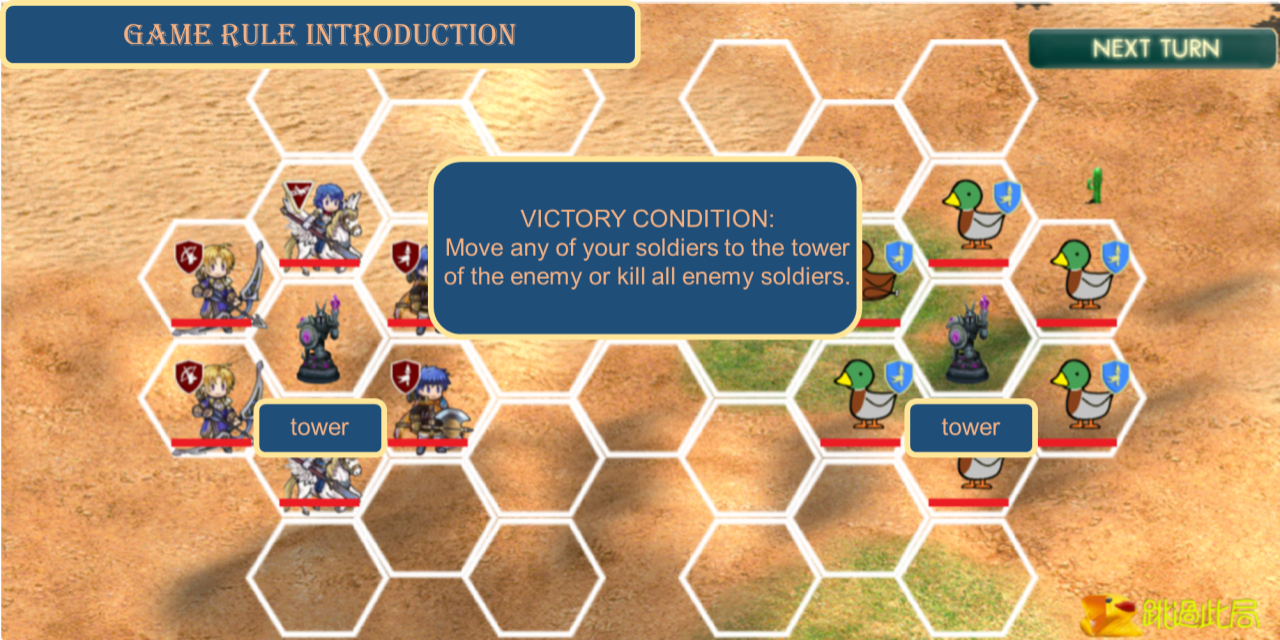 GAME RULE INTRODUCTION
NEXT TURN
VICTORY CONDITION:
Move any of your soldiers to the tower
of the enemy or kill all enemy soldiers.
tower
tower
跳過此局